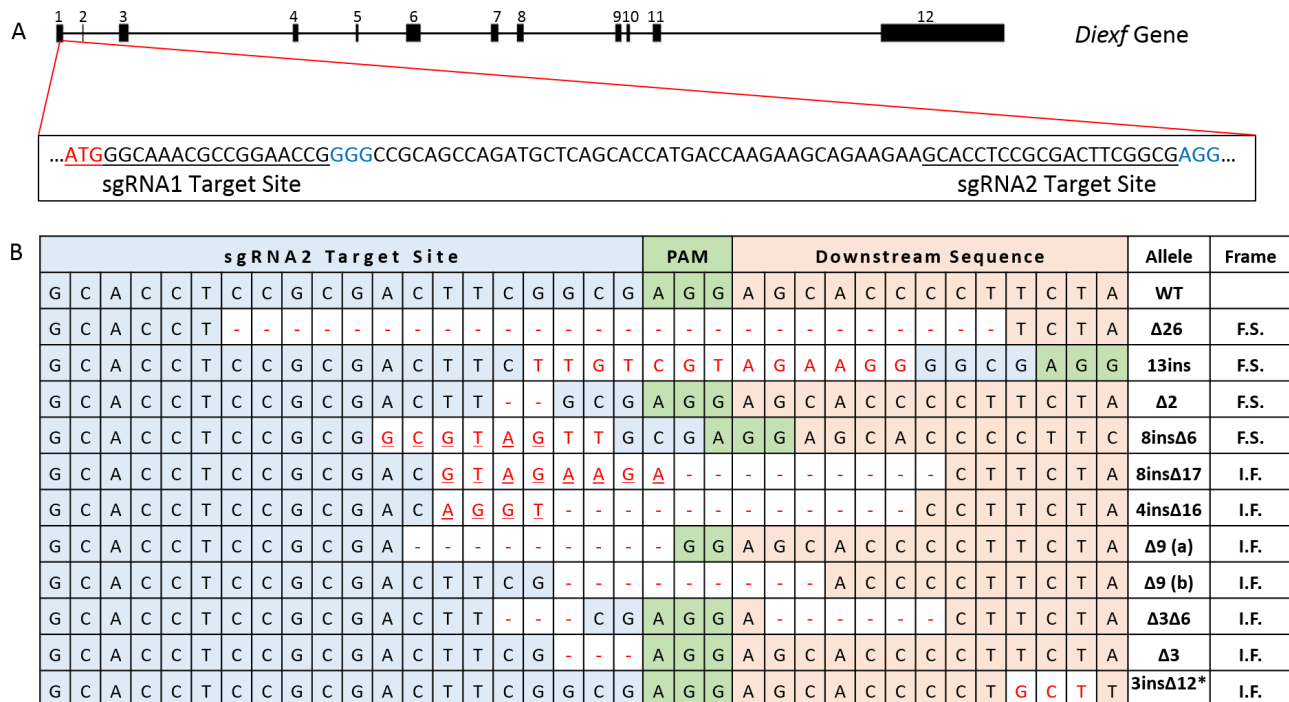 A
1 2 3 4 5 6 7 8 9 10 11 12
Diexf Gene
...ATGGGCAAACGCCGGAACCGGGGCCGCAGCCAGATGCTCAGCACCATGACCAAGAAGCAGAAGAAGCACCTCCGCGACTTCGGCGAGG...
sgRNA1 Target Site sgRNA2 Target Site
B
sgRNA2 Target Site PAM Downstream Sequence Allele Frame
G C A C C T C C G C G A C T T C G G C G A G G A G C A C C C C T T C T A WT
G C A C C T - - - - - - - - - - - - - - - - - - - - - - - - - - T C T A Δ26 F.S.
G C A C C T C C G C G A C T T C T T G T C G T A G A A G G G G C G A G G 13ins F.S.
G C A C C T C C G C G A C T T - - G C G A G G A G C A C C C C T T C T A Δ2 F.S.
G C A C C T C C G C G G C G T A G T T G C G A G G A G C A C C C C T T C 8insΔ6 F.S.
G C A C C T C C G C G A C G T A G A A G A - - - - - - - - - C T T C T A 8insΔ17 I.F.
G C A C C T C C G C G A C A G G T - - - - - - - - - - - - C C T T C T A 4insΔ16 I.F.
G C A C C T C C G C G A - - - - - - - - - G G A G C A C C C C T T C T A Δ9 (a) I.F.
G C A C C T C C G C G A C T T C G - - - - - - - - - A C C C C T T C T A Δ9 (b) I.F.
G C A C C T C C G C G A C T T - - - C G A G G A - - - - - - C T T C T A Δ3Δ6 I.F.
G C A C C T C C G C G A C T T C G - - - A G G A G C A C C C C T T C T A Δ3 I.F.
G C A C C T C C G C G A C T T C G G C G A G G A G C A C C C C T G C T T 3insΔ12* I.F.